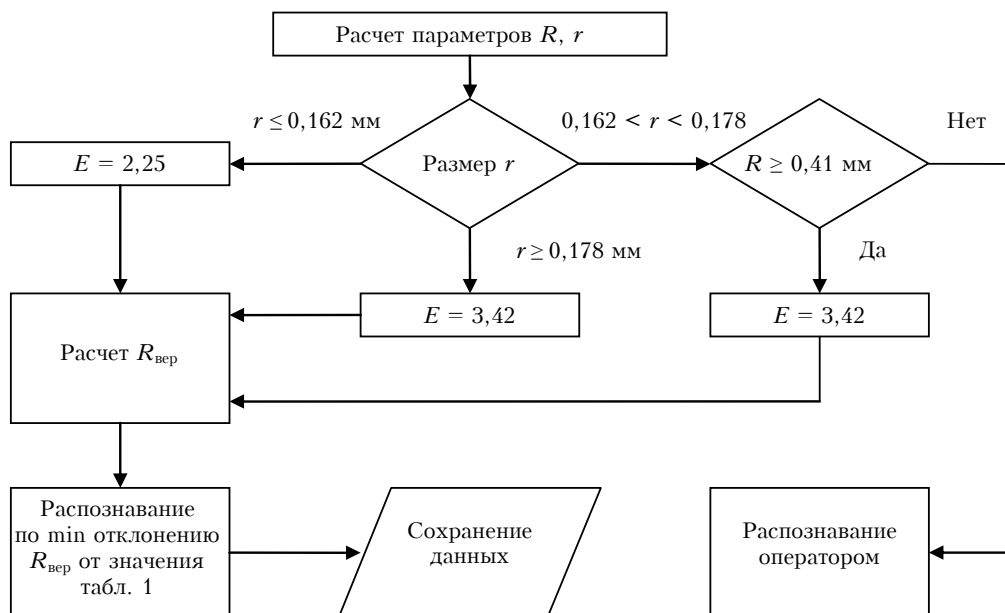 Расчет параметров R, r
r ≤ 0,162 мм
0,162 < r < 0,178
Нет
E = 2,25
Размер r
R ≥ 0,41 мм
r ≥ 0,178 мм
Да
Расчет Rвер
E = 3,42
E = 3,42
Распознавание
по min отклонению
Rвер от значения
табл. 1
Сохранение
данных
Распознавание
оператором